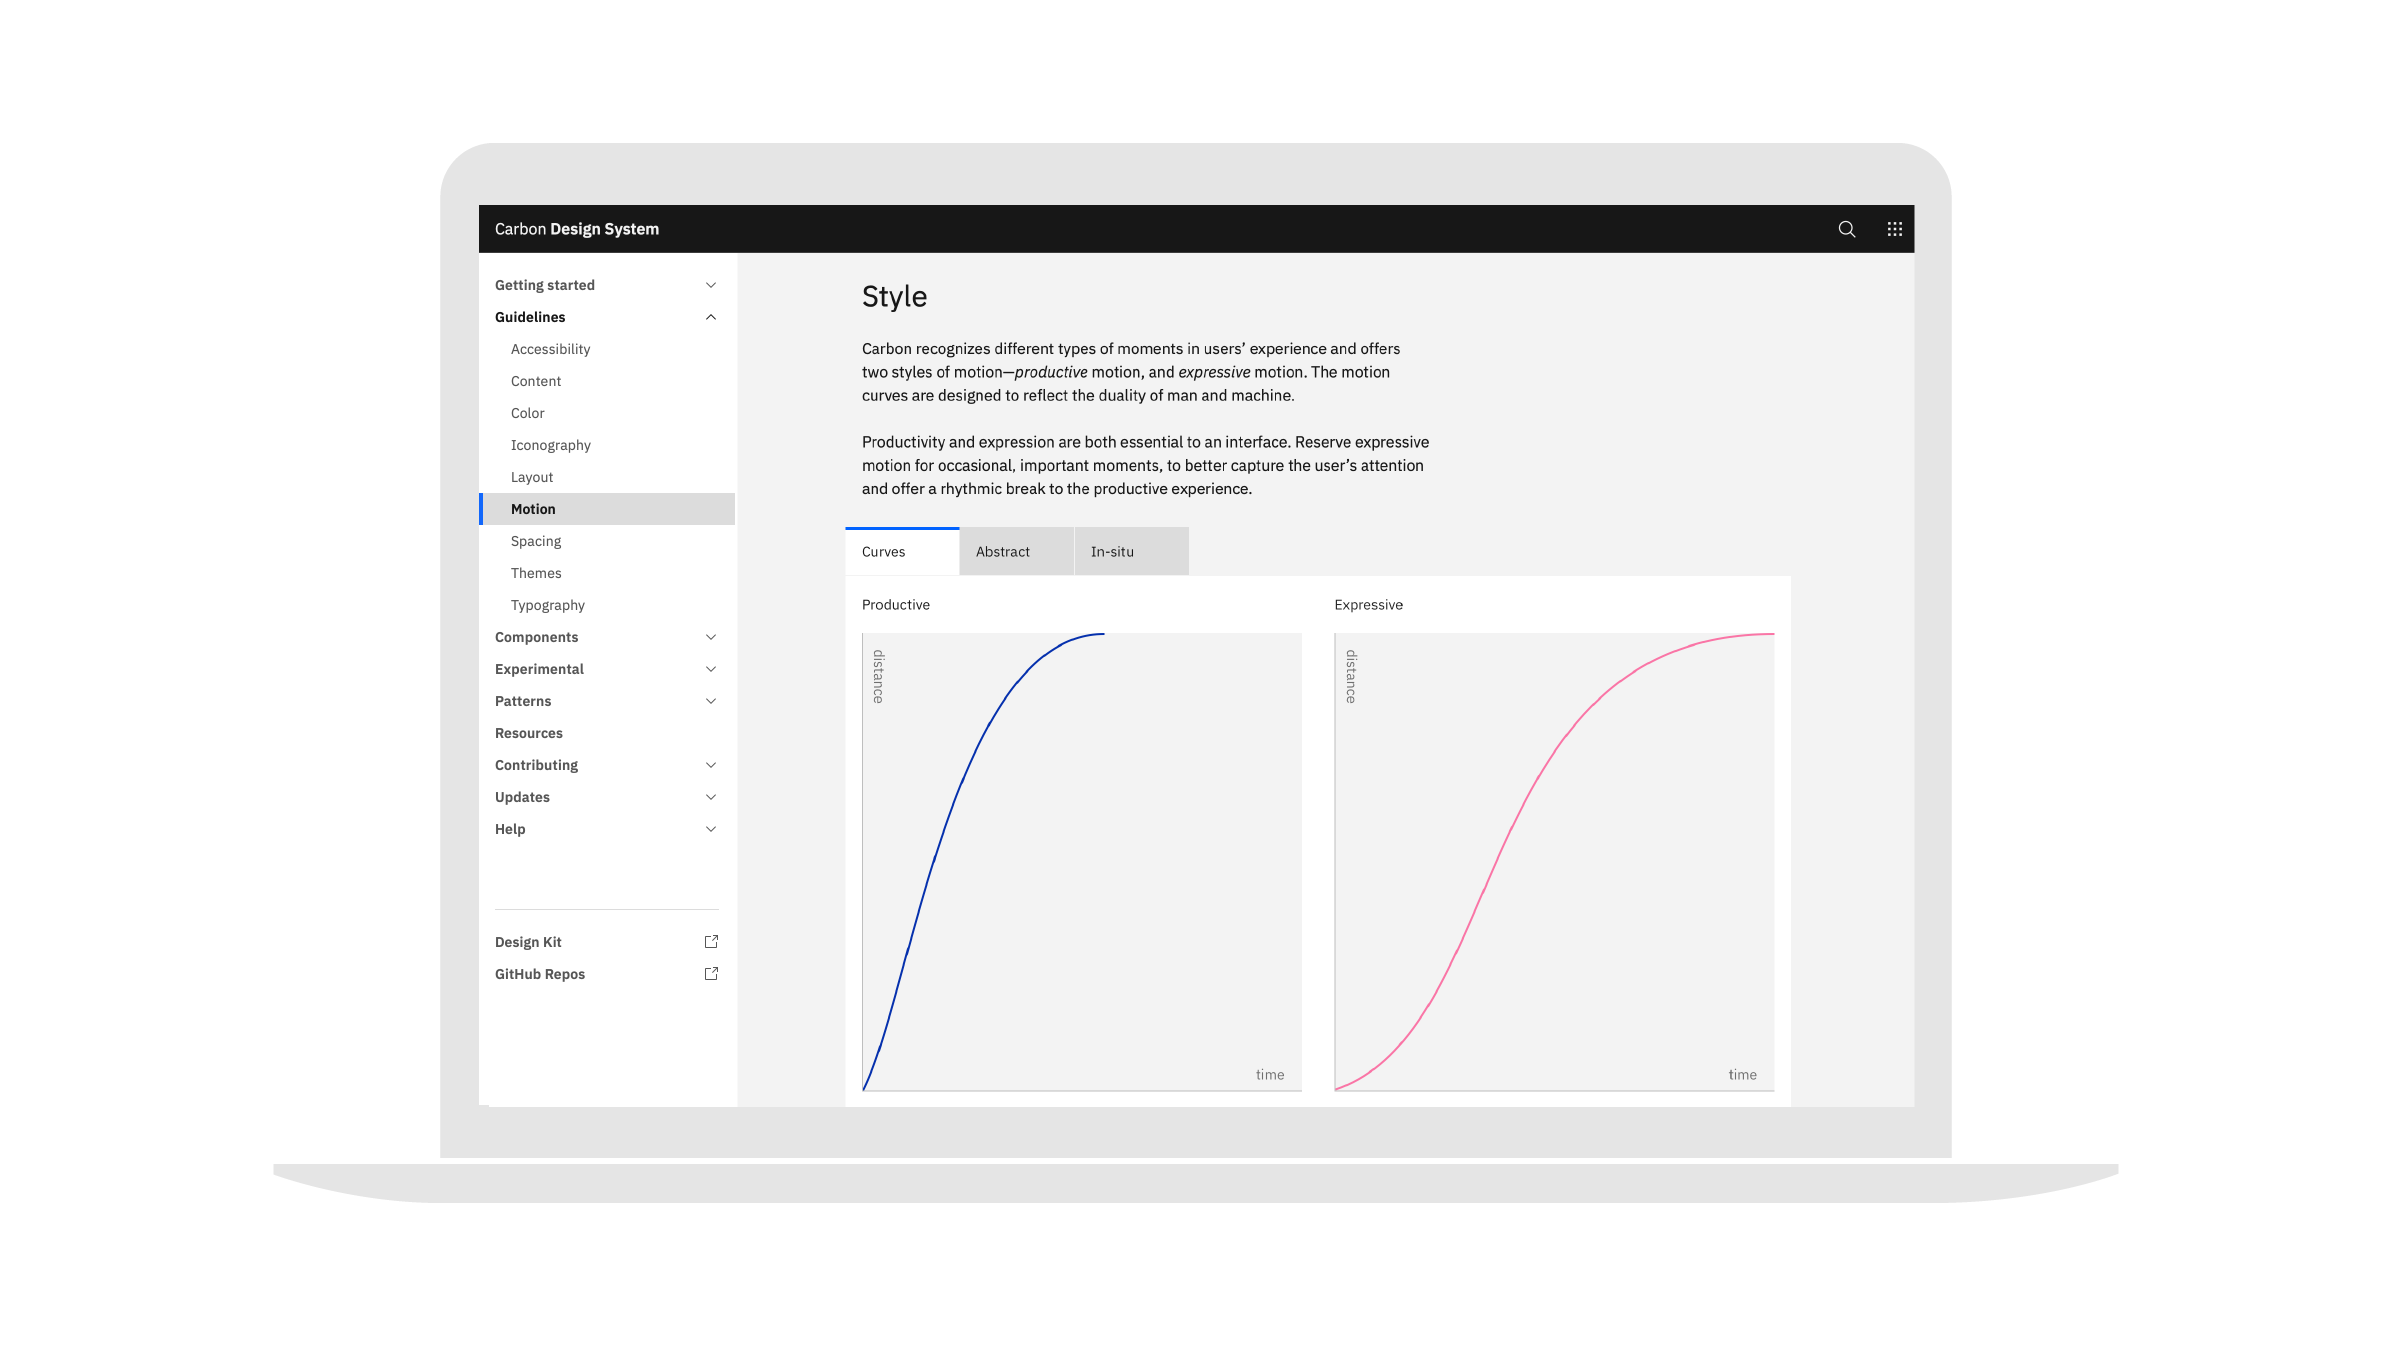 Carbon Design System
Getting started
Guidelines
Accessibility
Content
Color
Iconography
Layout
Motion
Spacing
Themes
Typography
Components
Experimental
Patterns
Resources
Contributing
Updates
Help
Design Kit
GitHub Repos
Style
Carbon recognizes different types of moments in users’ experience and offers
two styles of motion—productive motion, and expressive motion. The motion
curves are designed to reflect the duality of man and machine.
Productivity and expression are both essential to an interface. Reserve expressive
motion for occasional, important moments, to better capture the user’s attention
and offer a rhythmic break to the productive experience.
Curves
Abstract
In-situ
Productive
distance
time
Expressive
distance
time